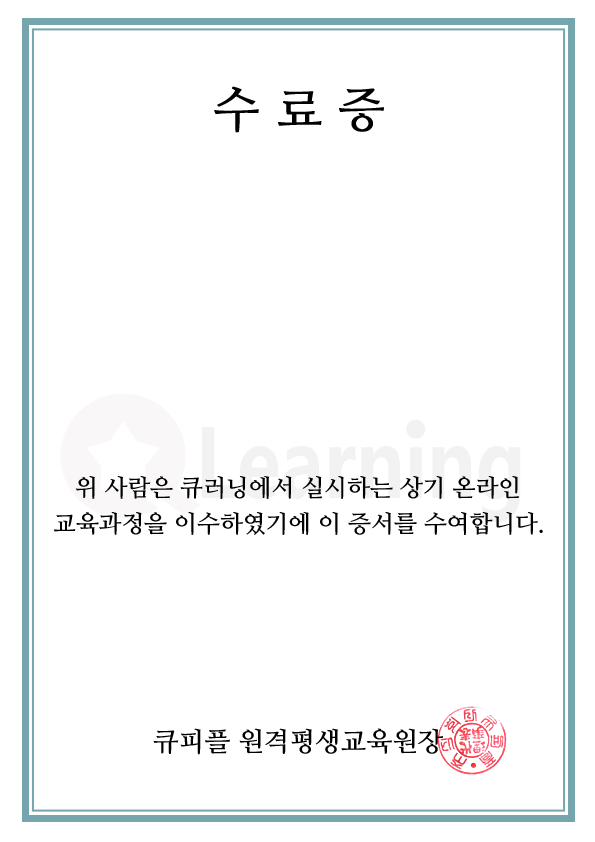 수료증
Learning
위 사람은 큐러닝에서 실시하는 상기 온라인
교육과정을 이수하였기에 이 증서를 수여합니다.
큐피플 원격평생교육원장